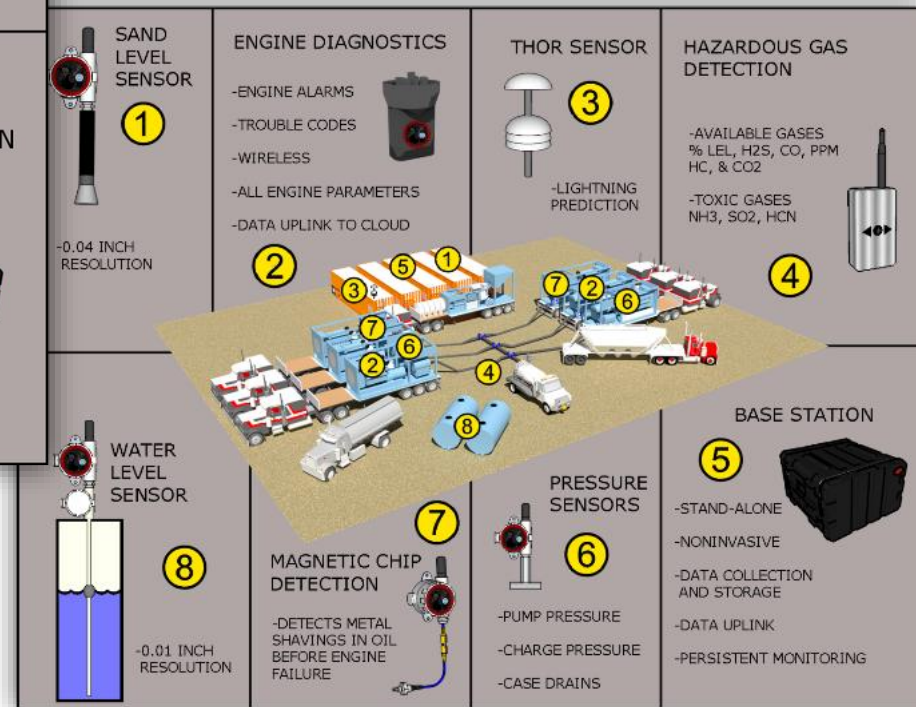 N
SAND
LEVEL
SENSOR
1
-0.04 INCH
RESOLUTION
ENGINE DIAGNOSTICS
-ENGINE ALARMS
-TROUBLE CODES
-WIRELESS
-ALL ENGINE PARAMETERS
-DATA UPLINK TO CLOUD
2
THOR SENSOR
3
-LIGHTNING
PREDICTION
HAZARDOUS GAS
DETECTION
-AVAILABLE GASES
% LEL, H2S, CO, PPM
HC, & CO2
-TOXIC GASES
NH3, SO2, HCN
4
1
5
3
7
2
6
7
6
2
4
8
WATER
LEVEL
SENSOR
8
-0.01 INCH
RESOLUTION
7
MAGNETIC CHIP
DETECTION
-DETECTS METAL
SHAVINGS IN OIL
BEFORE ENGINE
FAILURE
PRESSURE
SENSORS
6
-PUMP PRESSURE
-CHARGE PRESSURE
-CASE DRAINS
BASE STATION
5
-STAND-ALONE
-NONINVASIVE
-DATA COLLECTION
AND STORAGE
-DATA UPLINK
-PERSISTENT MONITORING